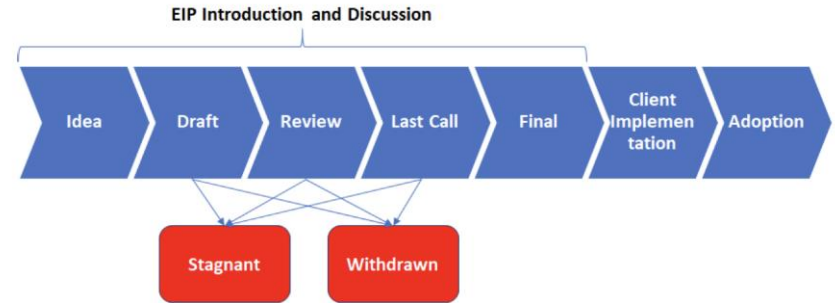 EIP Introduction and Discussion
Idea
Draft
Review
Last Call
Final
Client
Implemen
tation
Adoption
Stagnant
Withdrawn